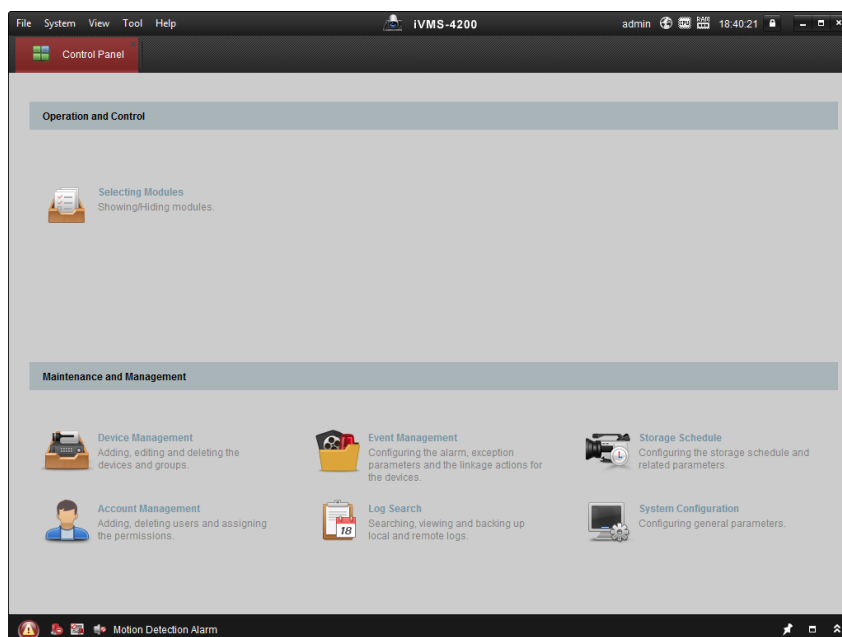 File System View Tool Help
iVMS-4200
admin CPU RAM 18:40:21
Control Panel
Operation and Control
Selecting Modules
Showing/Hiding modules.
Maintenance and Management
Device Management
Adding, editing and deleting the
devices and groups.
Event Management
Configuring the alarm, exception
parameters and the linkage actions for
the devices.
Storage Schedule
Configuring the storage schedule and
related parameters.
Account Management
Adding, deleting users and assigning
the permissions.
18
Log Search
Searching, viewing and backing up
local and remote logs.
System Configuration
Configuring general parameters.
Motion Detection Alarm